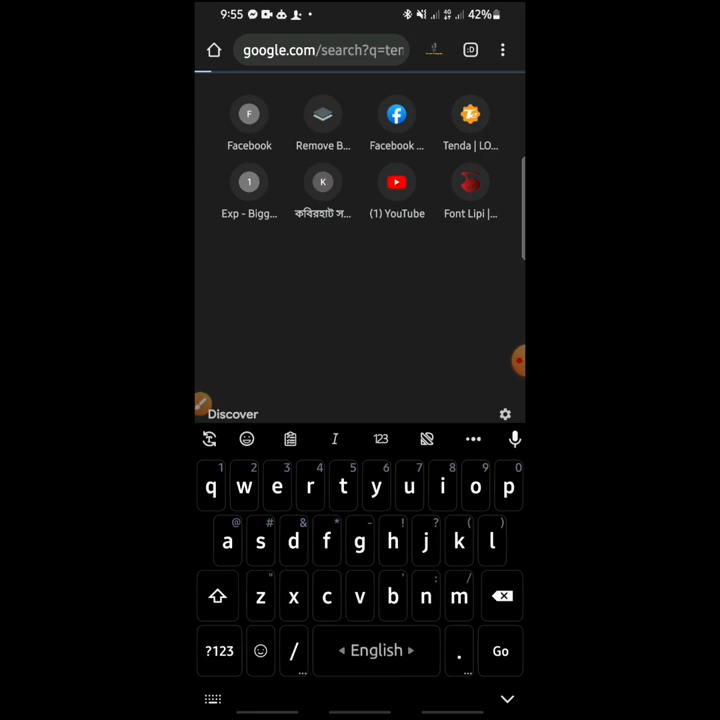 9:55 42%
:D
google.com/search?q=ter
F
Facebook Remove B... Facebook ... Tenda | LO...
1 K
Exp - Bigg... কবিরহাট স... (1) YouTube Font Lipi |...
Discover
I 123
1 2 3 4 5 6 7 8 9 0
q w e r t y u i o p
@ # & * - ! ? ( )
a s d f g h j k l
" ' : /
z x c v b n m
?123 / English . Go